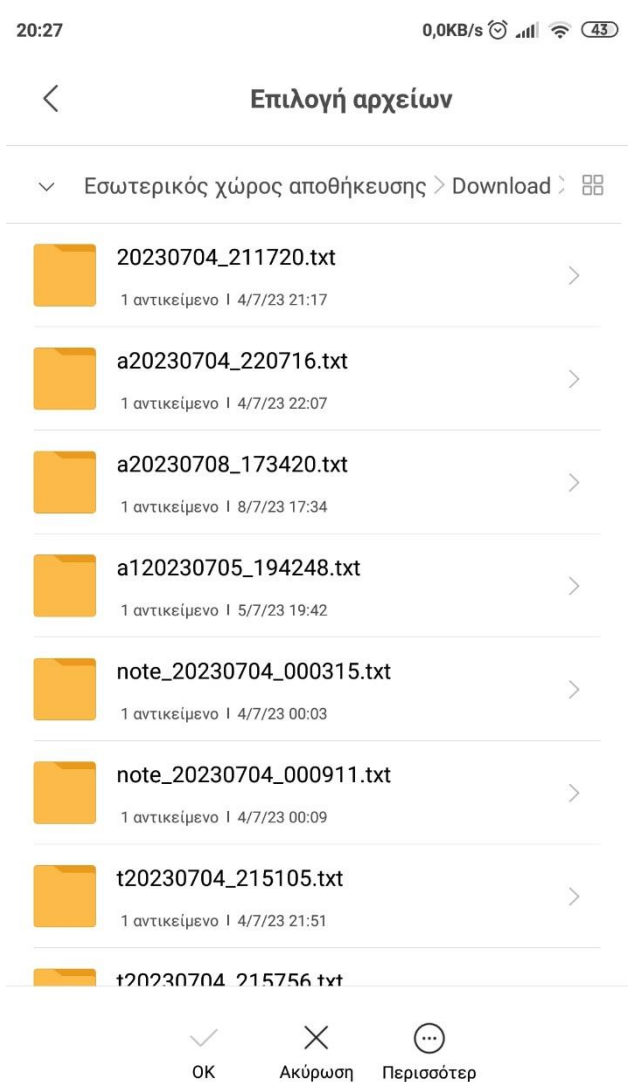 20:27 0,0KB/s 43
Επιλογή αρχείων
Εσωτερικός χώρος αποθήκευσης > Download >
20230704_211720.txt
1 αντικείμενο | 4/7/23 21:17
a20230704_220716.txt
1 αντικείμενο | 4/7/23 22:07
a20230708_173420.txt
1 αντικείμενο | 8/7/23 17:34
a120230705_194248.txt
1 αντικείμενο | 5/7/23 19:42
note_20230704_000315.txt
1 αντικείμενο | 4/7/23 00:03
note_20230704_000911.txt
1 αντικείμενο | 4/7/23 00:09
t20230704_215105.txt
1 αντικείμενο | 4/7/23 21:51
t20230704_215756.txt
OK Ακύρωση Περισσότερ